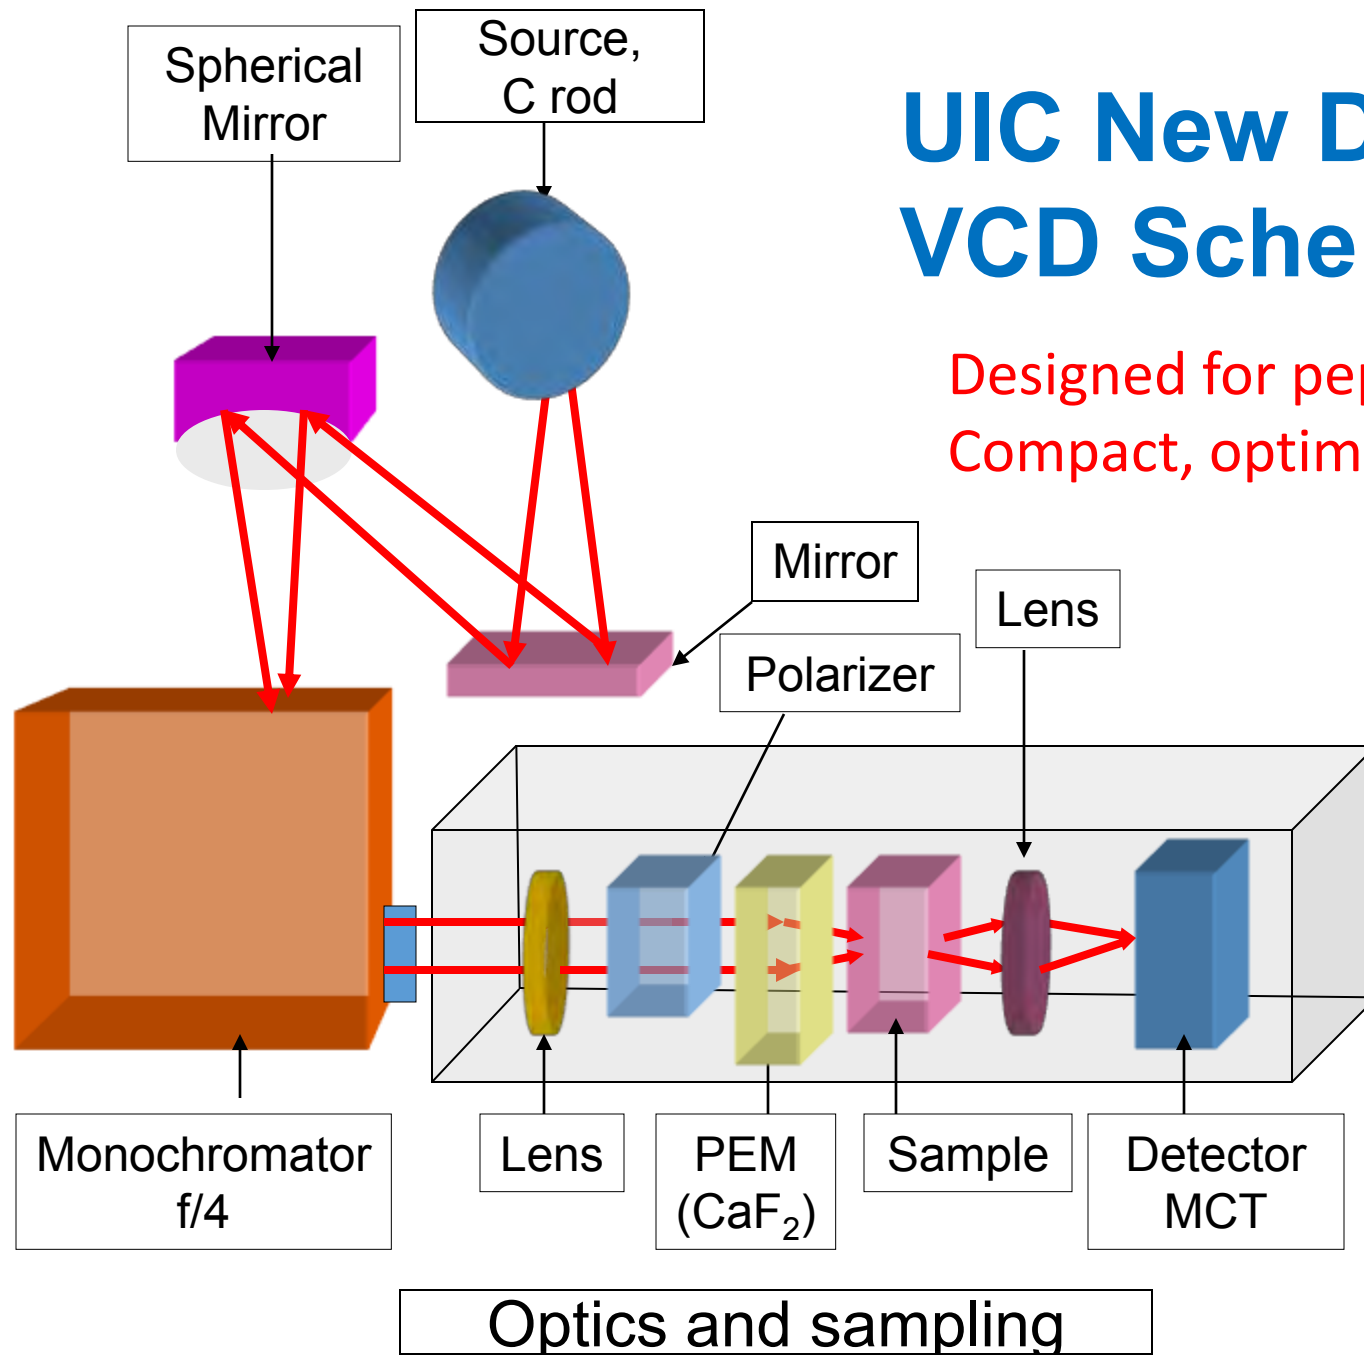 Spherical
Mirror
Source,
C rod
UIC New
VCD
Designed for
Compact,
Mirror
Lens
Polarizer
Monochromator
f/4
Lens
PEM
(CaF₂)
Sample
Detector
MCT
Optics and sampling